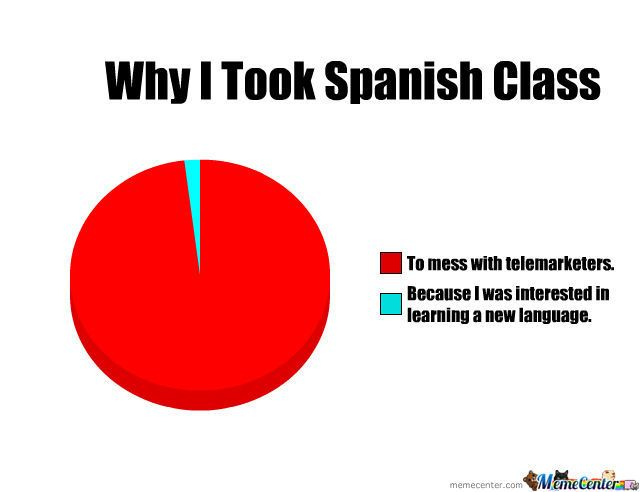 Why I Took Spanish Class
To mess with telemarketers.
Because I was interested in
learning a new language.
memecenter.com MemeCenter